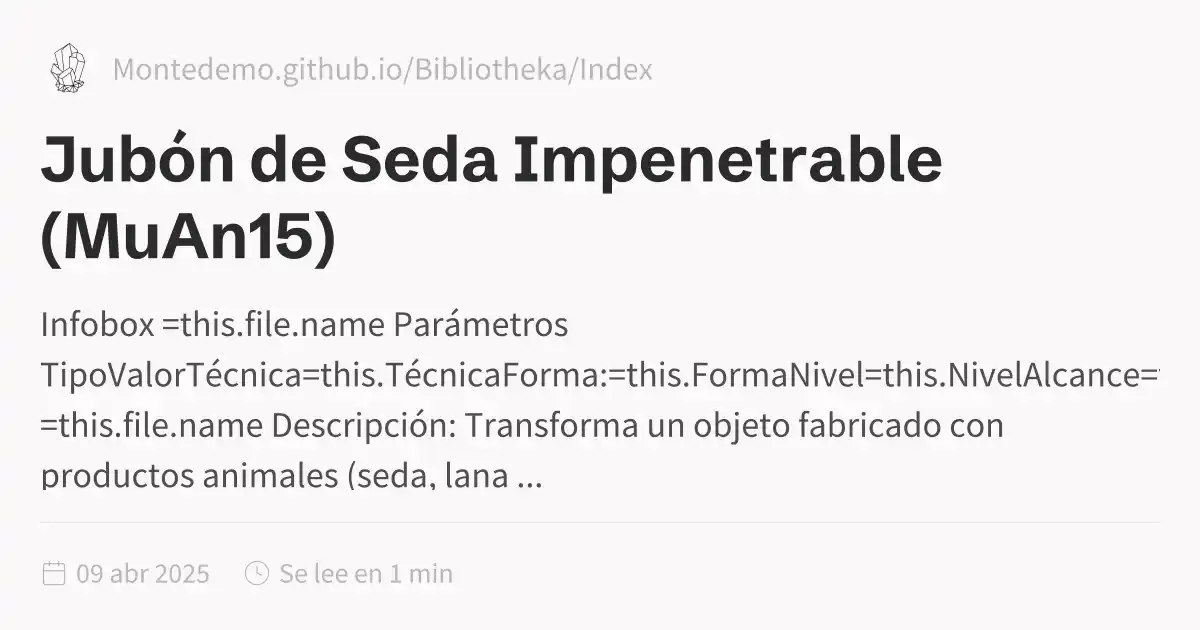 Montedemo.github.io/Bibliotheka/Index
Jubón de Seda Impenetrable
(MuAn15)
Infobox =this.file.name Parámetros
TipoValorTécnica=this.TécnicaForma:=this.FormaNivel=this.NivelAlcance=
=this.file.name Descripción: Transforma un objeto fabricado con
productos animales (seda, lana ...
09 abr 2025 Se lee en 1 min